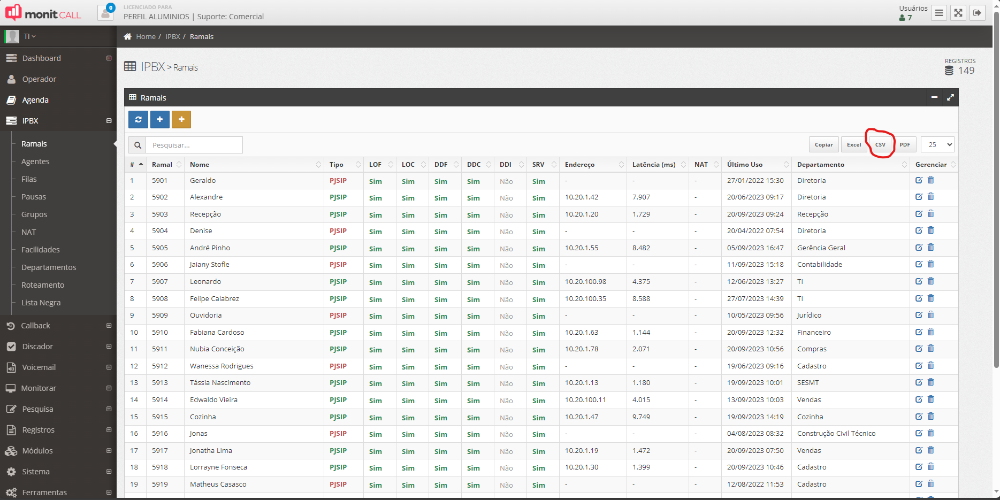 monitCALL
0
LICENCIADO PARA
PERFIL ALUMINIOS | Suporte: Comercial
Usuários
7
TI
Home / IPBX / Ramais
Dashboard
Operador
Agenda
IPBX
Ramais
Agentes
Filas
Pausas
Grupos
NAT
Facilidades
Departamentos
Roteamento
Lista Negra
Callback
Discador
Voicemail
Monitorar
Pesquisa
Registros
Módulos
Sistema
Ferramentas
IPBX > Ramais
REGISTROS
149
Ramais
Pesquisar...
Copiar Excel CSV PDF 25
# Ramal Nome Tipo LOF LOC DDF DDC DDI SRV Endereço Latência (ms) NAT Último Uso Departamento Gerenciar
1 5901 Geraldo PJSIP Sim Sim Sim Sim Não Sim - - - 27/01/2022 15:30 Diretoria
2 5902 Alexandre PJSIP Sim Sim Sim Sim Não Sim 10.20.1.42 7.907 - 20/06/2023 09:17 Diretoria
3 5903 Recepção PJSIP Sim Sim Sim Sim Não Sim 10.20.1.20 1.729 - 20/09/2023 09:24 Recepção
4 5904 Denise PJSIP Sim Sim Sim Sim Não Sim - - - 20/04/2022 07:54 Diretoria
5 5905 André Pinho PJSIP Sim Sim Sim Sim Não Sim 10.20.1.55 8.482 - 05/09/2023 16:47 Gerência Geral
6 5906 Jaiany Stofle PJSIP Sim Sim Sim Sim Não Sim - - - 11/09/2023 15:18 Contabilidade
7 5907 Leonardo PJSIP Sim Sim Sim Sim Não Sim 10.20.100.98 4.375 - 12/06/2023 13:27 TI
8 5908 Felipe Calabrez PJSIP Sim Sim Sim Sim Não Sim 10.20.100.35 8.588 - 27/07/2023 14:39 TI
9 5909 Ouvidoria PJSIP Sim Sim Sim Sim Não Sim - - - 10/05/2023 09:56 Jurídico
10 5910 Fabiana Cardoso PJSIP Sim Sim Sim Sim Não Sim 10.20.1.63 1.144 - 20/09/2023 12:32 Financeiro
11 5911 Nubia Conceição PJSIP Sim Sim Sim Sim Não Sim 10.20.1.78 2.071 - 20/09/2023 10:56 Compras
12 5912 Wanessa Rodrigues PJSIP Sim Sim Sim Sim Não Sim - - - 19/06/2023 09:16 Cadastro
13 5913 Tássia Nascimento PJSIP Sim Sim Sim Sim Não Sim 10.20.1.13 1.180 - 19/09/2023 10:01 SESMT
14 5914 Edwaldo Vieira PJSIP Sim Sim Sim Sim Não Sim 10.20.100.11 4.015 - 13/09/2023 10:03 Vendas
15 5915 Cozinha PJSIP Sim Sim Sim Sim Não Sim 10.20.1.47 9.749 - 19/09/2023 14:19 Cozinha
16 5916 Jonas PJSIP Sim Sim Sim Sim Não Sim - - - 04/08/2023 08:32 Construção Civil Técnico
17 5917 Jonatha Lima PJSIP Sim Sim Sim Sim Não Sim 10.20.1.19 1.472 - 20/09/2023 07:50 Vendas
18 5918 Lorrayne Fonseca PJSIP Sim Sim Sim Sim Não Sim 10.20.1.30 1.399 - 20/09/2023 10:46 Cadastro
19 5919 Matheus Casasco PJSIP Sim Sim Sim Sim Não Sim - - - 12/08/2022 11:53 Cadastro